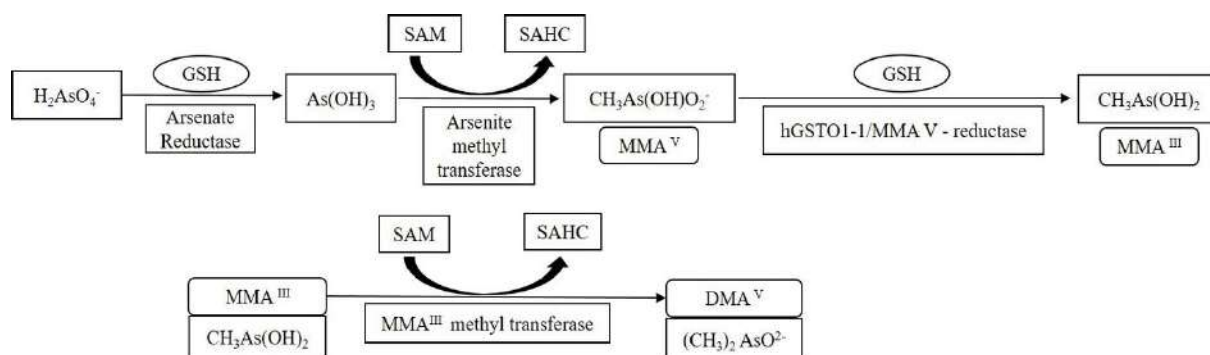 SAM
SAHC
GSH
GSH
H₂AsO₄⁻
As(OH)₃
CH₃As(OH)O₂⁻
CH₃As(OH)₂
Arsenate
Reductase
Arsenite
methyl
transferase
MMA ⱽ
hGSTO1-1/MMA V - reductase
MMA ᴵᴵᴵ
SAM
SAHC
MMA ᴵᴵᴵ
DMA ⱽ
MMAᴵᴵᴵ methyl transferase
CH₃As(OH)₂
(CH₃)₂ AsO²⁻